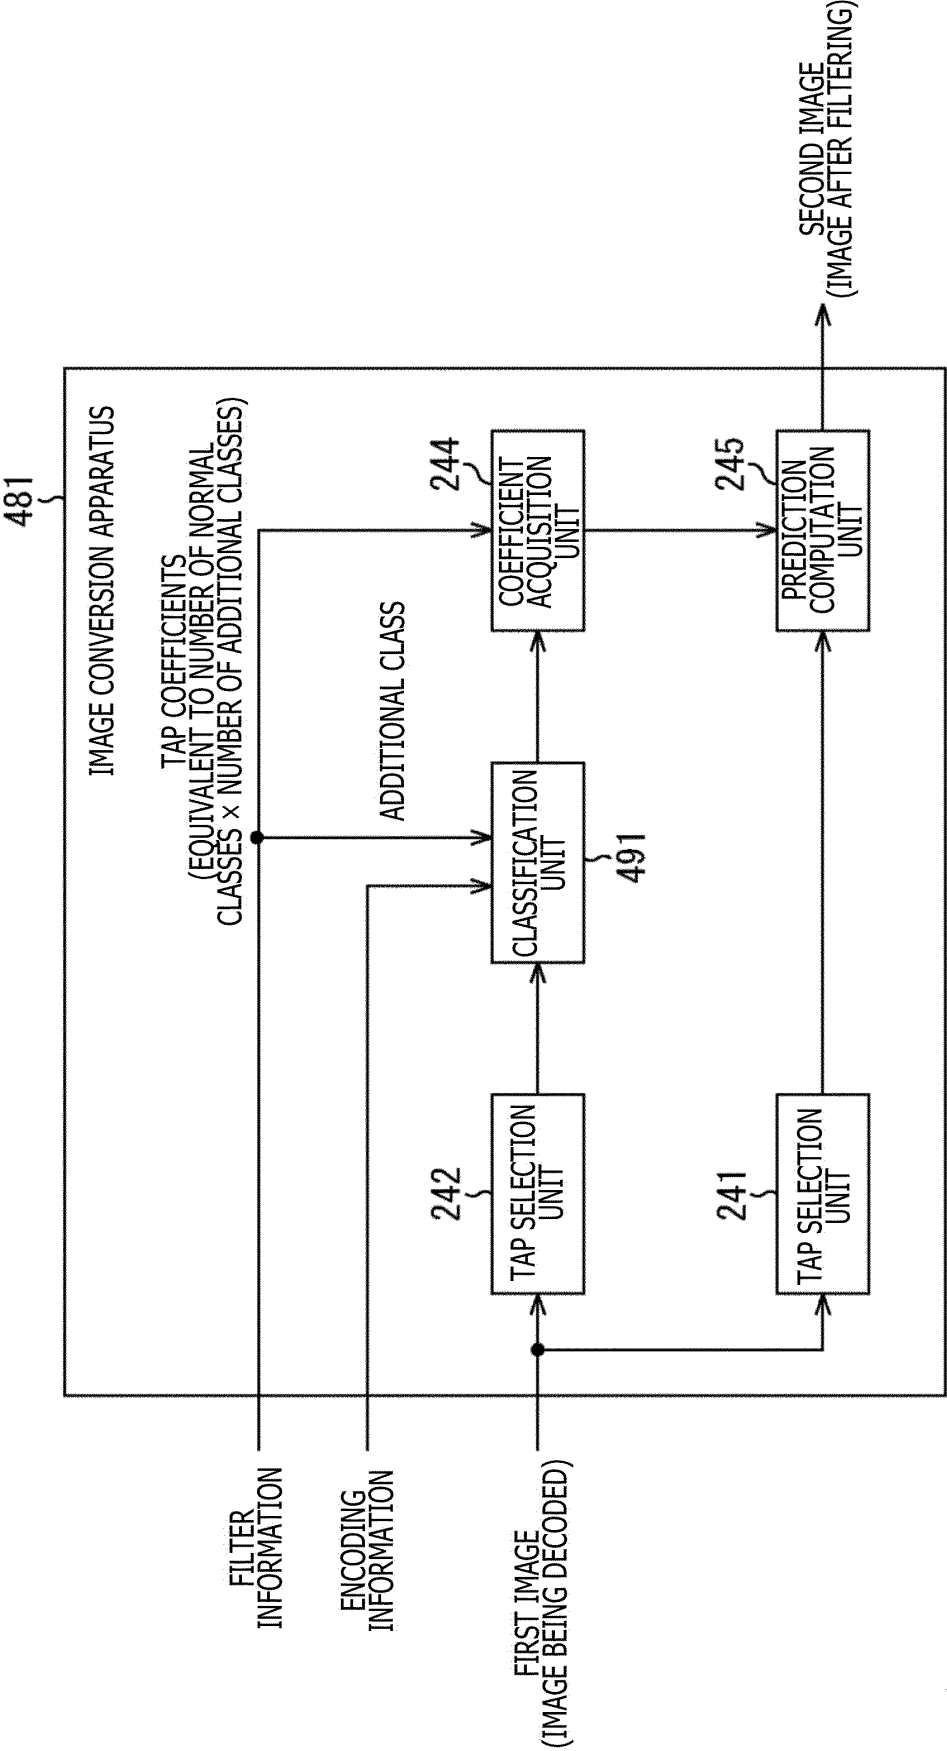 481
IMAGE CONVERSION APPARATUS
TAP COEFFICIENTS
(EQUIVALENT TO NUMBER OF NORMAL
CLASSES × NUMBER OF ADDITIONAL CLASSES)
FILTER
INFORMATION
ENCODING
INFORMATION
ADDITIONAL CLASS
FIRST IMAGE
(IMAGE BEING DECODED)
242
TAP SELECTION
UNIT
CLASSIFICATION
UNIT
491
244
COEFFICIENT
ACQUISITION
UNIT
241
TAP SELECTION
UNIT
245
PREDICTION
COMPUTATION
UNIT
SECOND IMAGE
(IMAGE AFTER FILTERING)